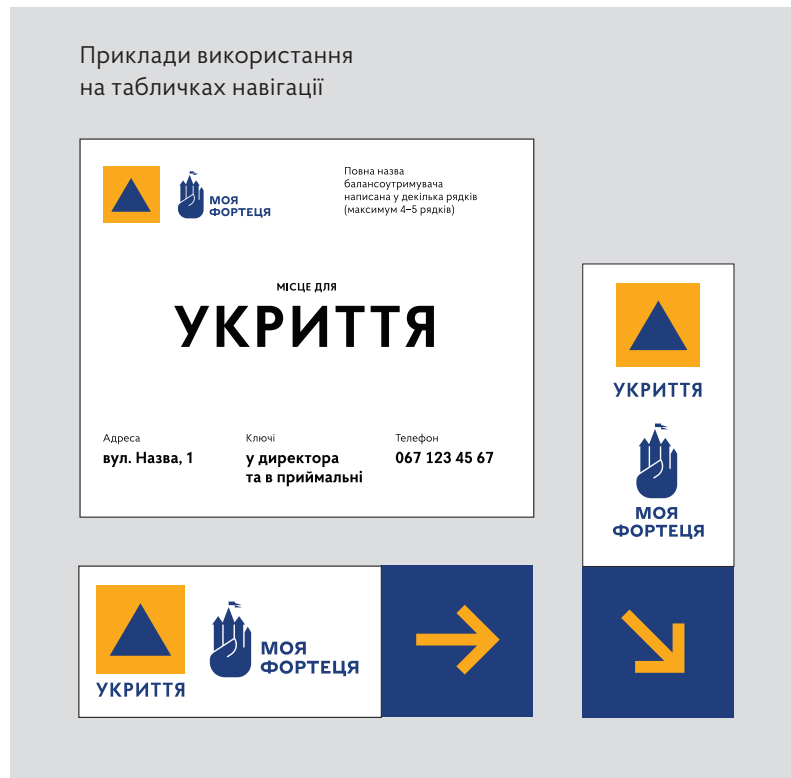 Приклади використання
на табличках навігації
МОЯ
ФОРТЕЦЯ
Повна назва
балансоутримувача
написана у декілька рядків
(максимум 4–5 рядків)
МІСЦЕ ДЛЯ
УКРИТТЯ
Адреса
вул. Назва, 1
Ключі
у директора
та в приймальні
Телефон
067 123 45 67
УКРИТТЯ
МОЯ
ФОРТЕЦЯ
УКРИТТЯ
МОЯ
ФОРТЕЦЯ